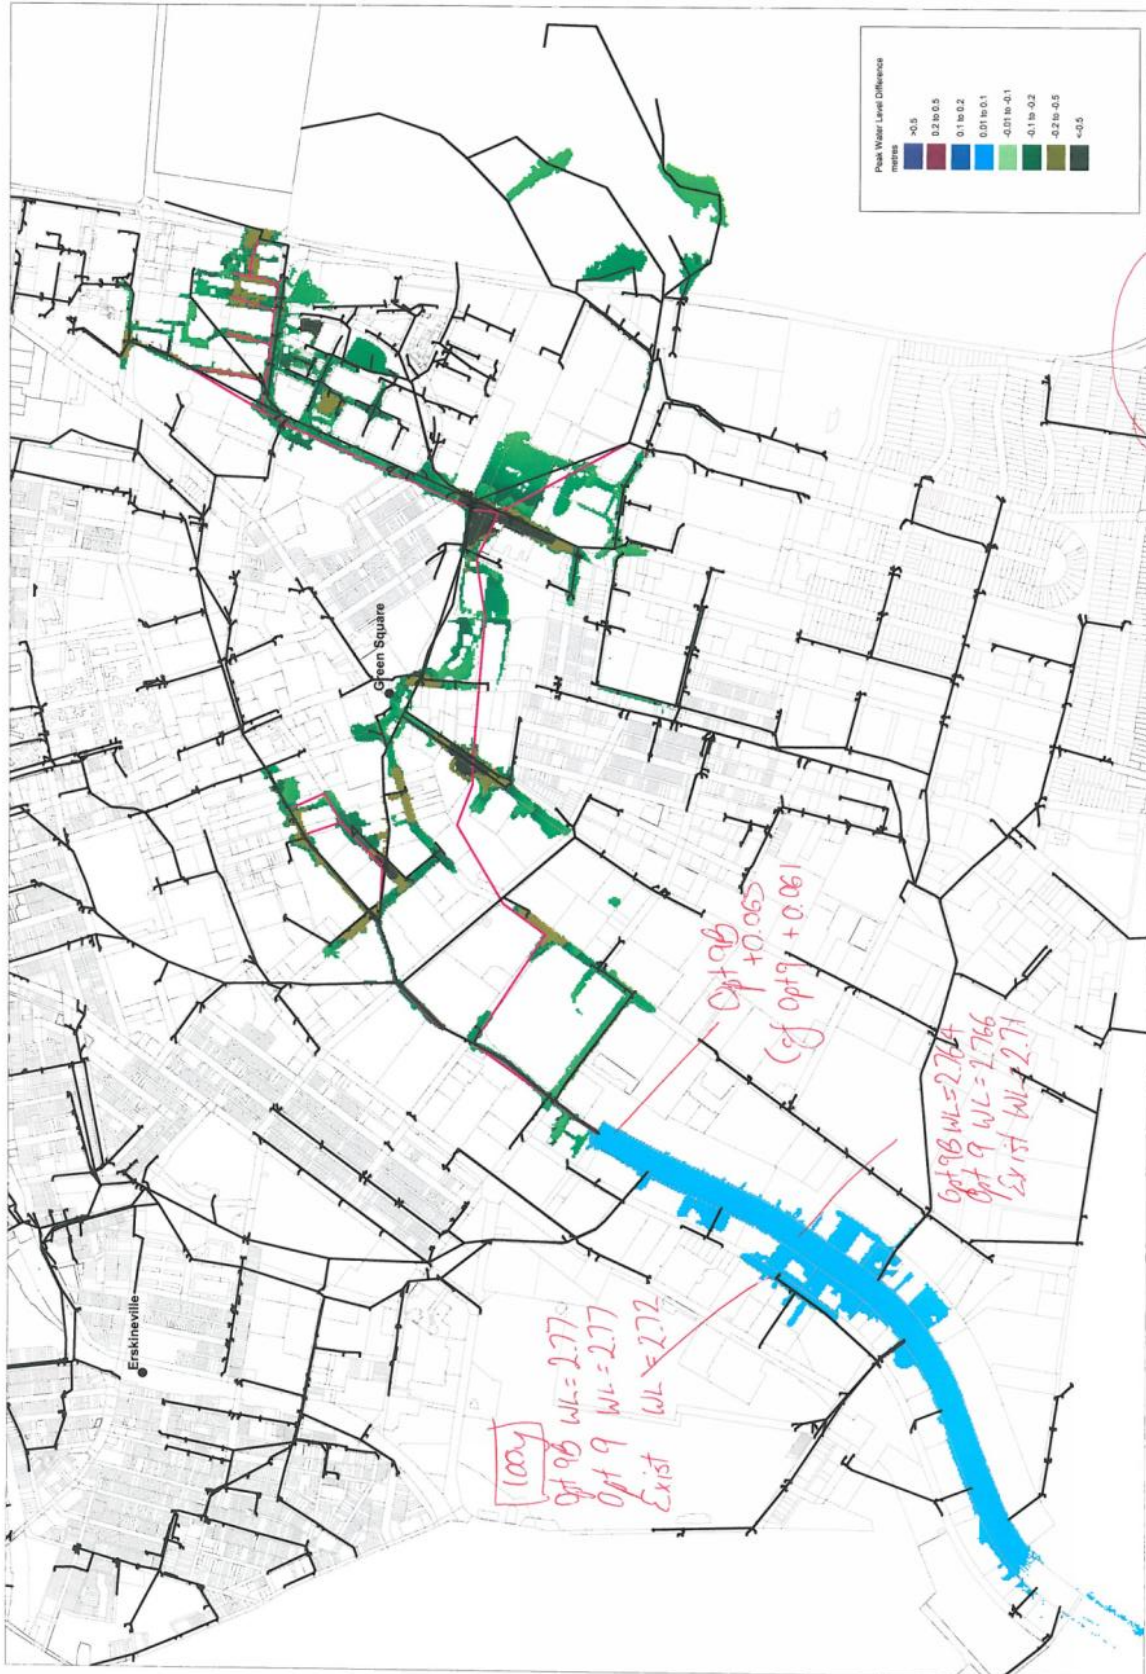 Peak Water Level Difference
metres
>0.5
0.2 to 0.5
0.1 to 0.2
0.01 to 0.1
-0.01 to -0.1
-0.1 to -0.2
-0.2 to -0.5
<-0.5
Green Square
Erskineville
Opt 9B
+0.065
(cf Opt 9 +0.061
Opt 9B WL = 2.764
Opt 9 WL = 2.766
Exist WL = 2.71
100y
Opt 9B WL = 2.77
Opt 9 WL = 2.77
Exist WL = 2.72